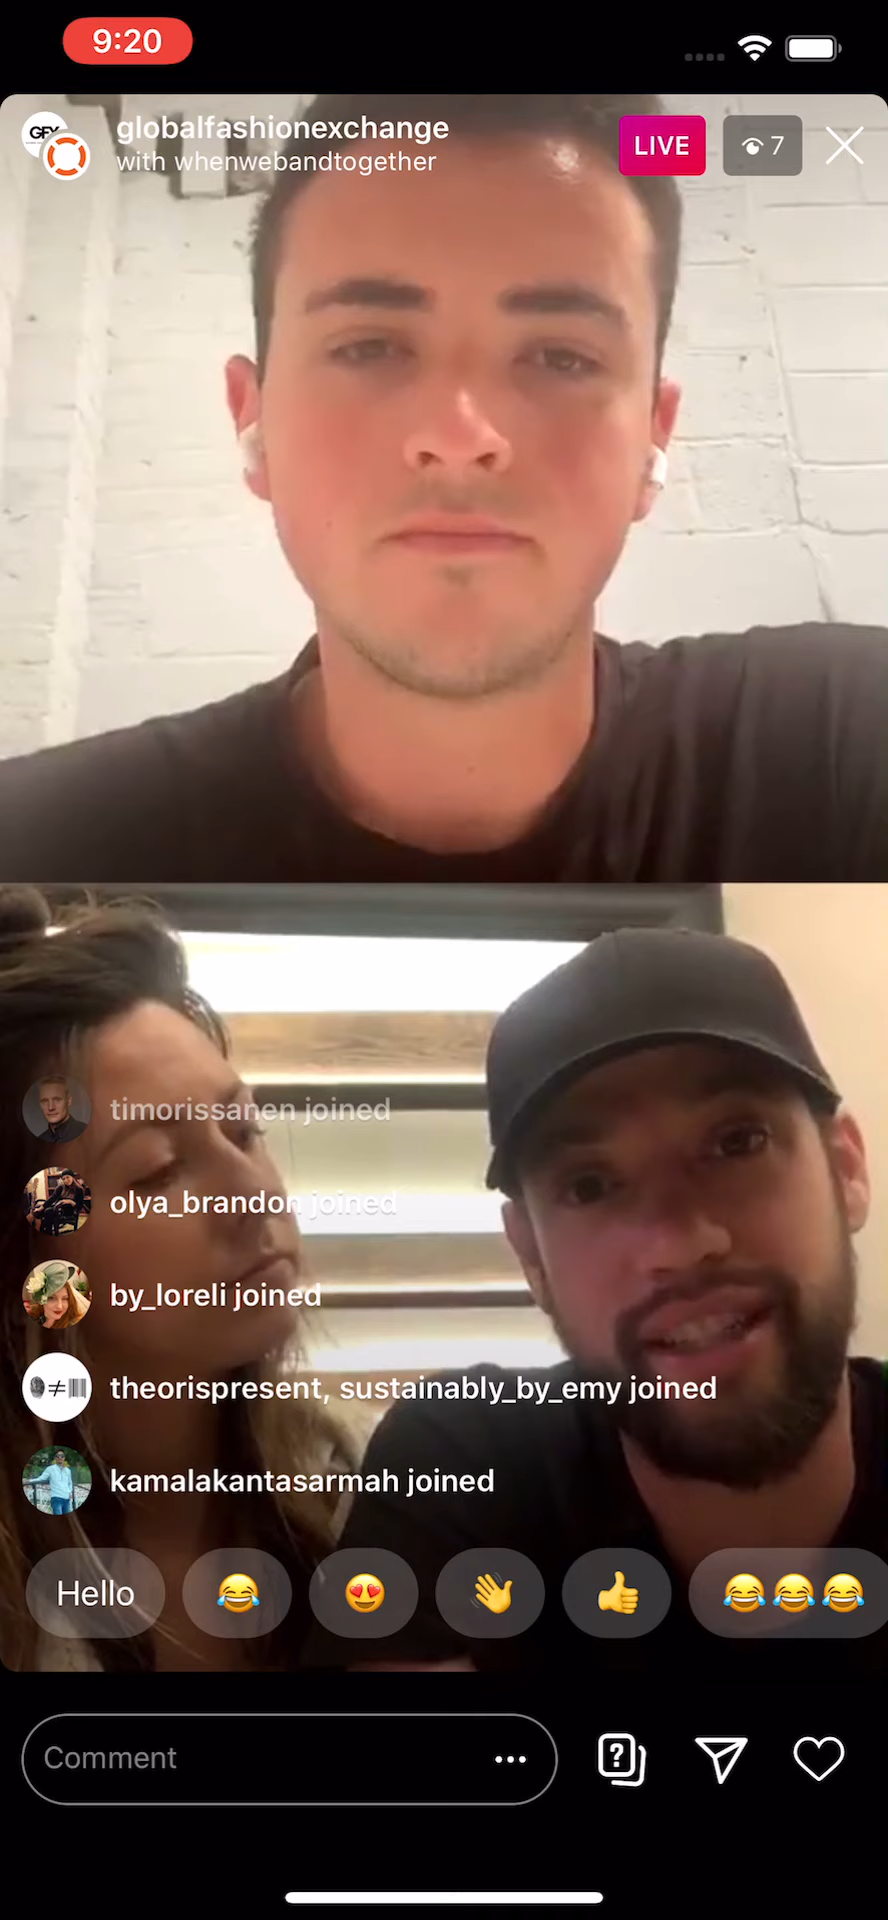 9:20
GFX
globalfashionexchange
with whenwebandtogether
LIVE
7
timorissanen joined
olya_brandon joined
by_loreli joined
theorispresent, sustainably_by_emy joined
kamalakantasarmah joined
Hello
Comment